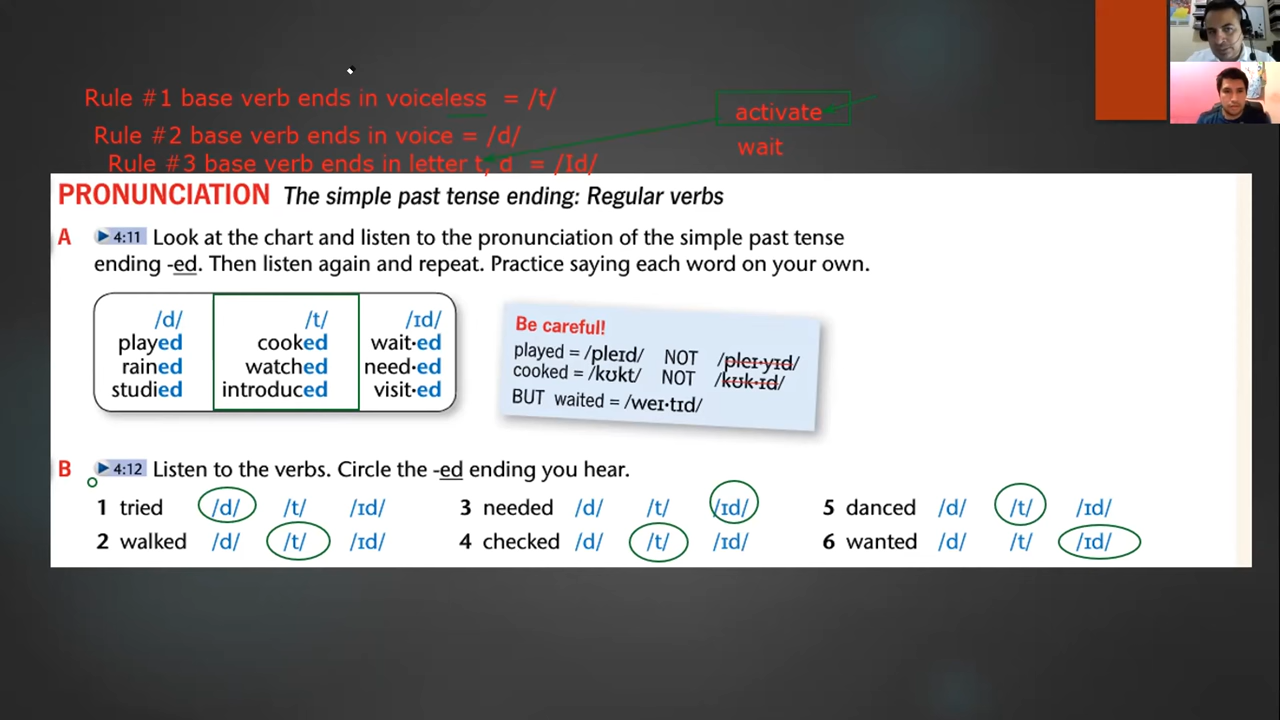 Rule #1 base verb ends in voiceless = /t/
activate
Rule #2 base verb ends in voice = /d/
wait
Rule #3 base verb ends in letter t, d = /Id/
PRONUNCIATION The simple past tense ending: Regular verbs
A 4:11 Look at the chart and listen to the pronunciation of the simple past tense
ending -ed. Then listen again and repeat. Practice saying each word on your own.
/d/ /t/ /ɪd/
played cooked wait·ed
rained watched need·ed
studied introduced visit·ed
Be careful!
played = /pleɪd/ NOT /pleɪ·yɪd/
cooked = /kʊkt/ NOT /kʊk·ɪd/
BUT waited = /weɪ·tɪd/
B 4:12 Listen to the verbs. Circle the -ed ending you hear.
1 tried /d/ /t/ /ɪd/ 3 needed /d/ /t/ /ɪd/ 5 danced /d/ /t/ /ɪd/
2 walked /d/ /t/ /ɪd/ 4 checked /d/ /t/ /ɪd/ 6 wanted /d/ /t/ /ɪd/